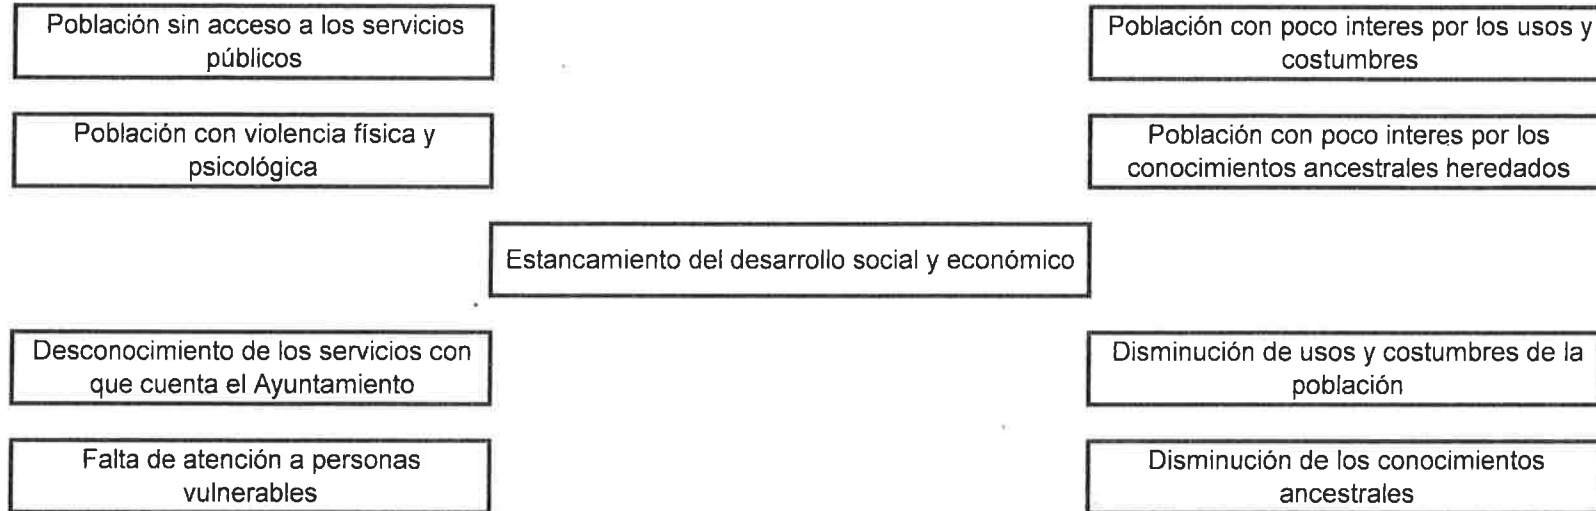 Población sin acceso a los servicios
públicos
Población con poco interes por los usos y
costumbres
Población con violencia física y
psicológica
Población con poco interes por los
conocimientos ancestrales heredados
Estancamiento del desarrollo social y económico
Desconocimiento de los servicios con
que cuenta el Ayuntamiento
Disminución de usos y costumbres de la
población
Falta de atención a personas
vulnerables
Disminución de los conocimientos
ancestrales